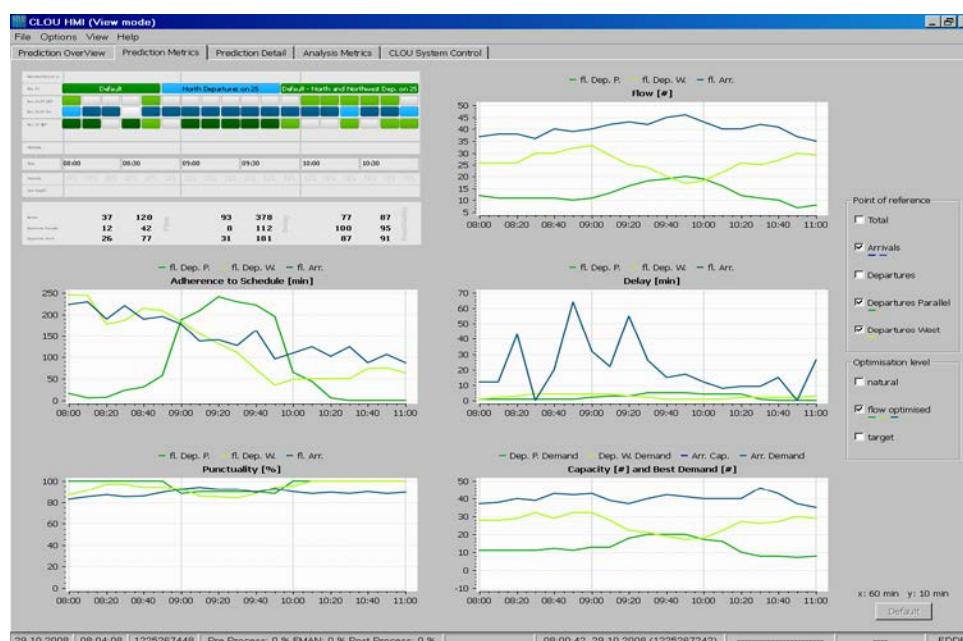 CLOU HMI (View mode)
File Options View Help
Prediction OverView Prediction Metrics Prediction Detail Analysis Metrics CLOU System Control
Default North Departures on 25 Default - North and Northwest Dep. on 25
08:00 08:30 09:00 09:30 10:00 10:30
37 120 Flow 93 378 Delay 77 87 Punctuality
12 42 8 112 100 95
26 77 31 181 87 91
fl. Dep. P. fl. Dep. W. fl. Arr.
Flow [#]
50
45
40
35
30
25
20
15
10
5
08:00 08:20 08:40 09:00 09:20 09:40 10:00 10:20 10:40 11:00
fl. Dep. P. fl. Dep. W. fl. Arr.
Adherence to Schedule [min]
250
200
150
100
50
0
08:00 08:20 08:40 09:00 09:20 09:40 10:00 10:20 10:40 11:00
fl. Dep. P. fl. Dep. W. fl. Arr.
Delay [min]
70
60
50
40
30
20
10
0
08:00 08:20 08:40 09:00 09:20 09:40 10:00 10:20 10:40 11:00
fl. Dep. P. fl. Dep. W. fl. Arr.
Punctuality [%]
100
80
60
40
20
0
08:00 08:20 08:40 09:00 09:20 09:40 10:00 10:20 10:40 11:00
Dep. P. Demand Dep. W. Demand Arr. Cap. Arr. Demand
Capacity [#] and Best Demand [#]
50
40
30
20
10
0
-10
08:00 08:20 08:40 09:00 09:20 09:40 10:00 10:20 10:40 11:00
Point of reference
Total
Arrivals
Departures
Departures Parallel
Departures West
Optimisation level
natural
flow optimised
target
x: 60 min y: 10 min
Default
29.10.2008 08:04:08 1225267448 Pre Process: 0 % EMAN: 0 % Post Process: 0 % 08:00:42, 29.10.2008 (1225267242) EDDF